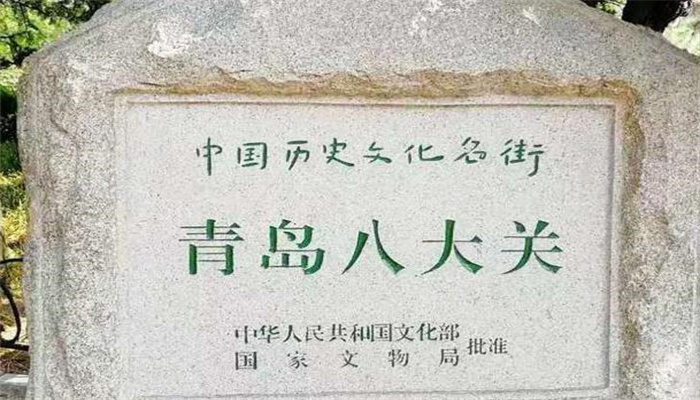 中国历史文化名街
青岛八大关
中华人民共和国文化部
国家文物局 批准